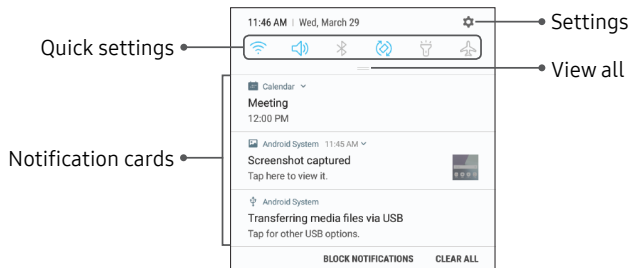 11:46 AM | Wed, March 29
Settings
Quick settings
View all
Calendar
Meeting
12:00 PM
Notification cards
Android System 11:45 AM
Screenshot captured
Tap here to view it.
Android System
Transferring media files via USB
Tap for other USB options.
BLOCK NOTIFICATIONS CLEAR ALL